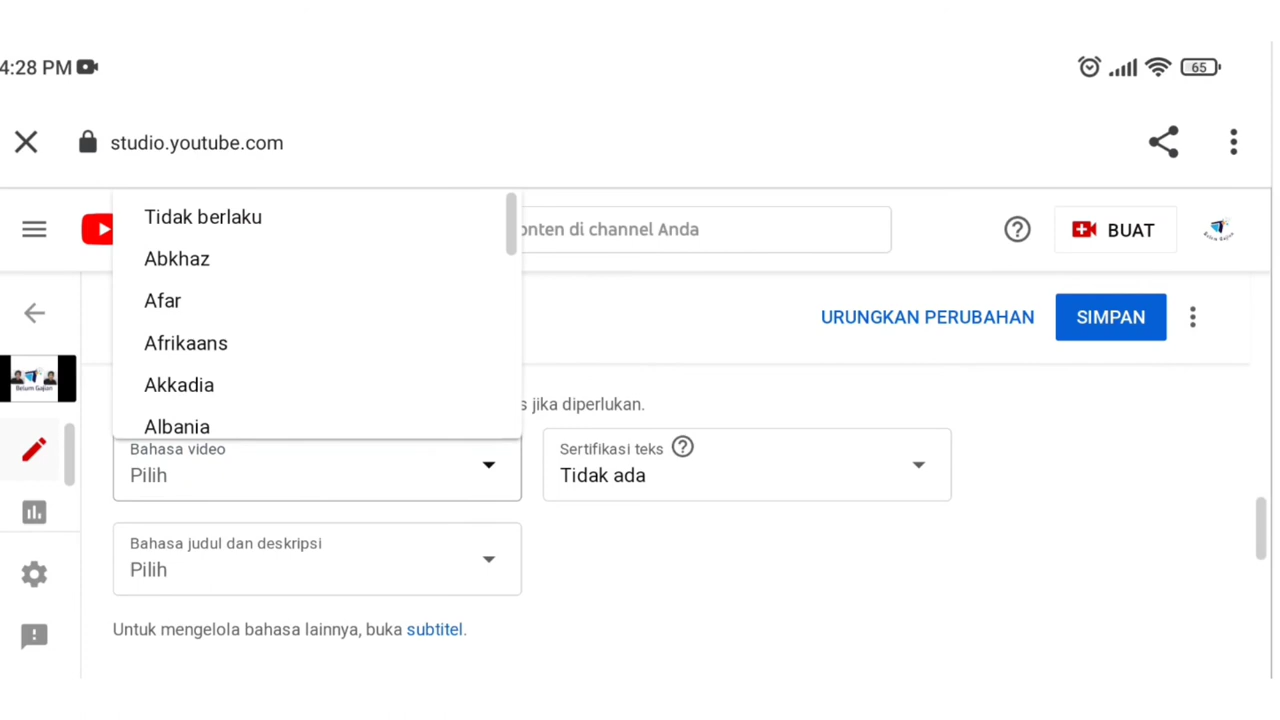 4:28 PM
65
studio.youtube.com
Tidak berlaku
onten di channel Anda
BUAT
Abkhaz
Afar
URUNGKAN PERUBAHAN
SIMPAN
Afrikaans
Akkadia
s jika diperlukan.
Albania
Bahasa video
Pilih
Sertifikasi teks
Tidak ada
Bahasa judul dan deskripsi
Pilih
Untuk mengelola bahasa lainnya, buka subtitel.